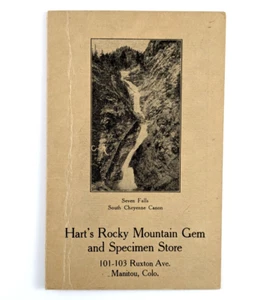 Seven Falls
South Cheyenne Canon
Hart's Rocky Mountain Gem
and Specimen Store
101-103 Ruxton Ave.
Manitou, Colo.